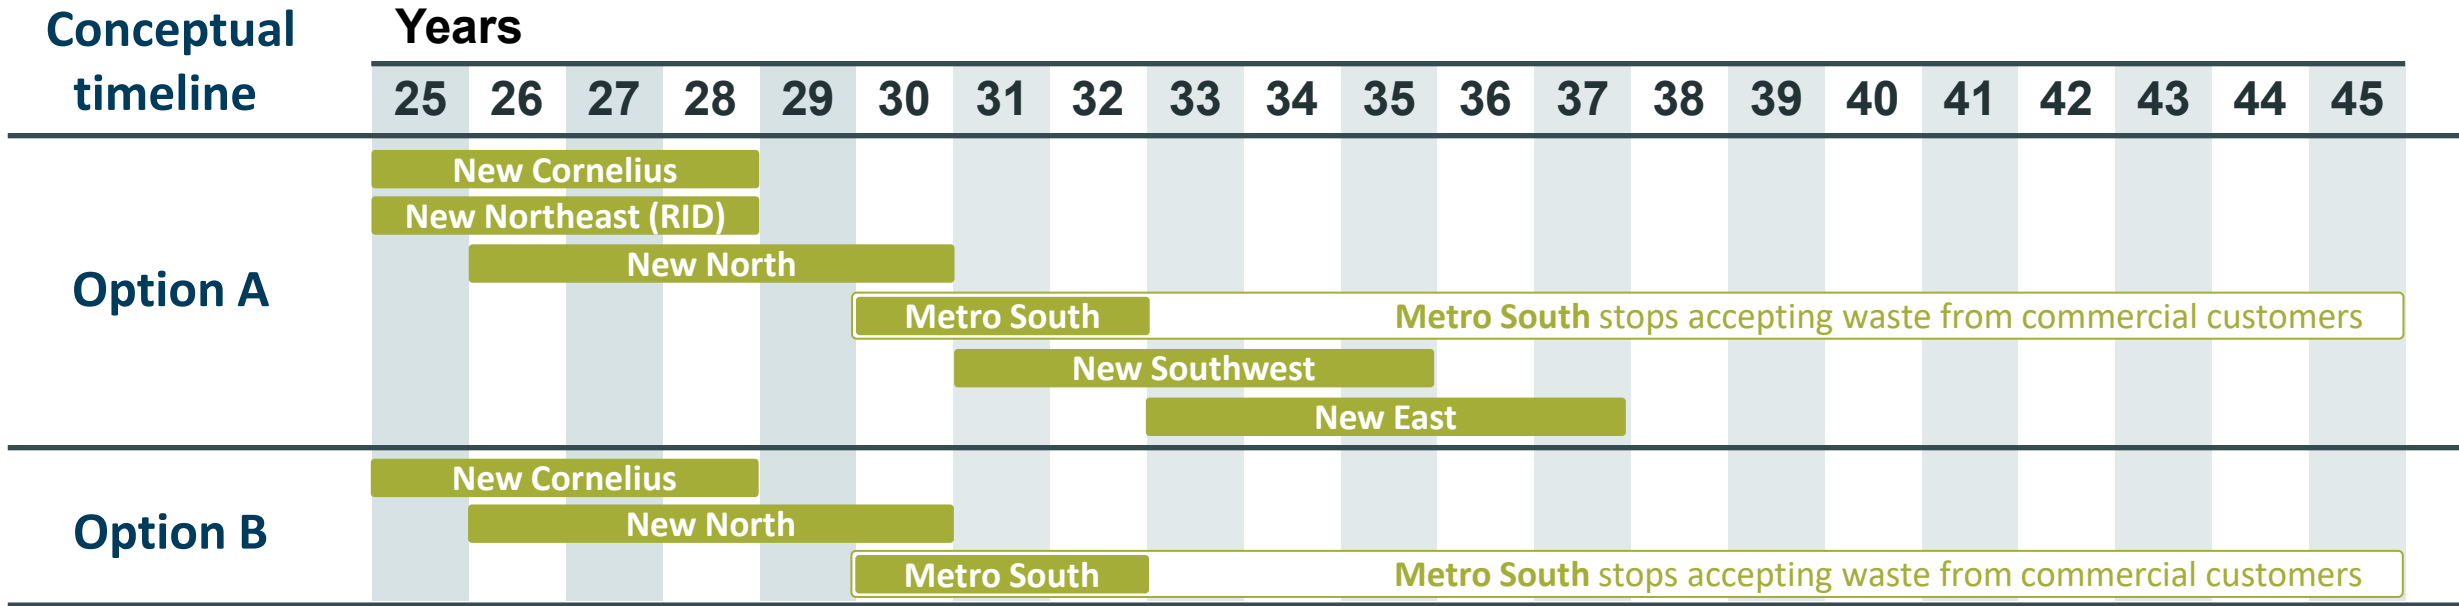 Conceptual
timeline
Years
25 26 27 28 29 30 31 32 33 34 35 36 37 38 39 40 41 42 43 44 45
Option A
New Cornelius
New Northeast (RID)
New North
Metro South
Metro South stops accepting waste from commercial customers
New Southwest
New East
Option B
New Cornelius
New North
Metro South
Metro South stops accepting waste from commercial customers